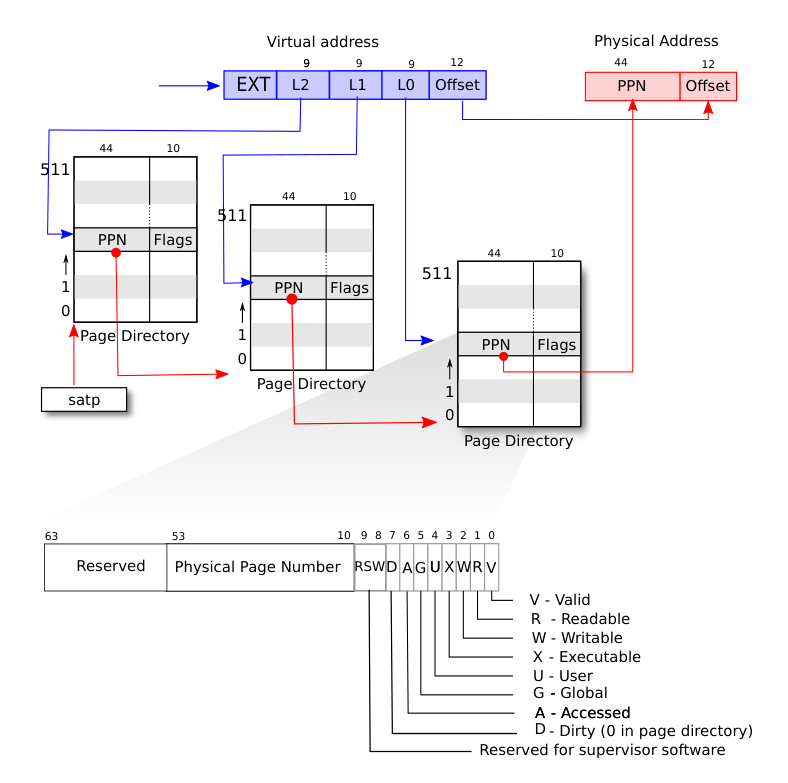 Virtual address
Physical Address
9 9 9 12
44 12
EXT L2 L1 L0 Offset
PPN Offset
44 10
511
PPN Flags
1
0
Page Directory
satp
44 10
511
PPN Flags
1
0
Page Directory
44 10
511
PPN Flags
1
0
Page Directory
63 53 10 9 8 7 6 5 4 3 2 1 0
Reserved Physical Page Number RSW D A G U X W R V
V - Valid
R - Readable
W - Writable
X - Executable
U - User
G - Global
A - Accessed
D - Dirty (0 in page directory)
Reserved for supervisor software